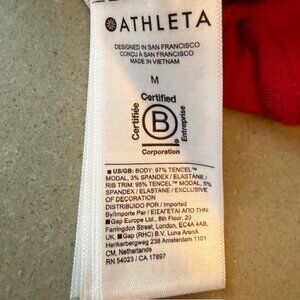 ATHLETA
DESIGNED IN SAN FRANCISCO
CONÇU À SAN FRANCISCO
MADE IN VIETNAM
M
Certifiée
Certified
B
Corporation
Entreprise
US/GB: BODY: 97% TENCEL™
MODAL, 3% SPANDEX / ELASTANE /
RIB TRIM: 95% TENCEL™ MODAL, 5%
SPANDEX / ELASTANE / EXCLUSIVE
OF DECORATION
DISTRIBUIDO POR / Imported
By/Importe Par / ΕΙΣΑΓΕΤΑΙ ΑΠΟ ΤΗΝ:
Gap Europe Ltd., 8th Floor, 20
Farringdon Street, London, EC4A 4AB,
UK. Gap (RHC) B.V. Luna ArenA
Herikerbergweg 238 Amsterdam 1101
CM, Netherlands
RN 54023 / CA 17897